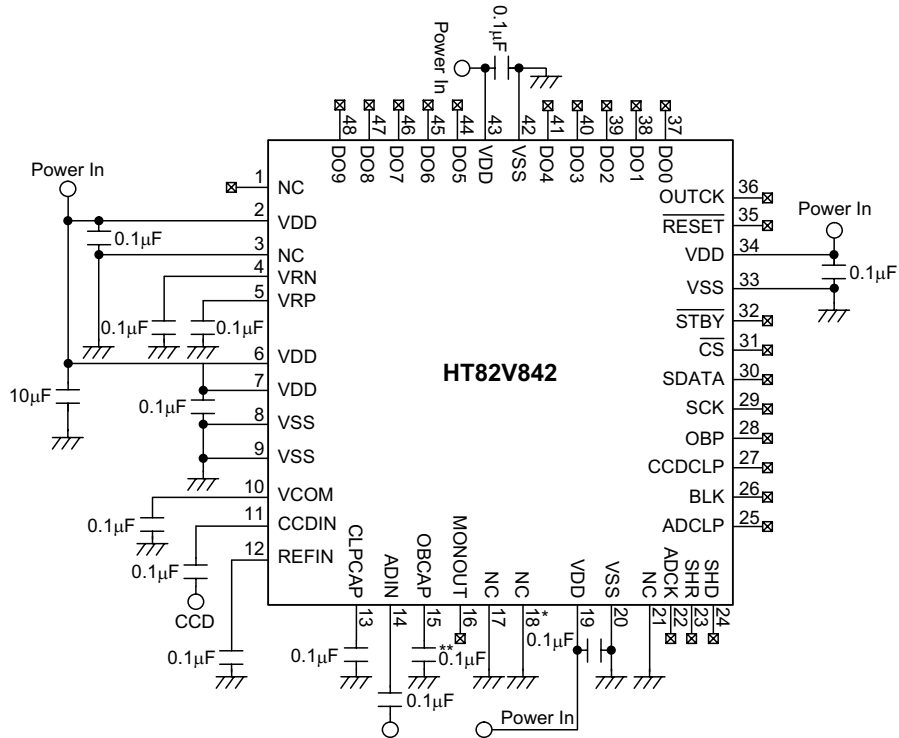 0.1µF
Power In
48
47
46
45
44
43
42
41
40
39
38
37
DO9
DO8
DO7
DO6
DO5
VDD
VSS
DO4
DO3
DO2
DO1
DO0
Power In
1
NC
2
VDD
0.1µF
3
NC
4
VRN
5
VRP
0.1µF
0.1µF
6
VDD
7
VDD
10µF
0.1µF
8
VSS
9
VSS
10
VCOM
0.1µF
11
CCDIN
12
REFIN
0.1µF
CCD
0.1µF
HT82V842
OUTCK
36
RESET
35
Power In
VDD
34
0.1µF
VSS
33
STBY
32
CS
31
SDATA
30
SCK
29
OBP
28
CCDCLP
27
BLK
26
ADCLP
25
CLPCAP
ADIN
OBCAP
MONOUT
NC
NC
VDD
VSS
NC
ADCK
SHR
SHD
13
14
15
16
17
18 *
19
20
21
22
23
24
0.1µF
**
0.1µF
0.1µF
0.1µF
Power In